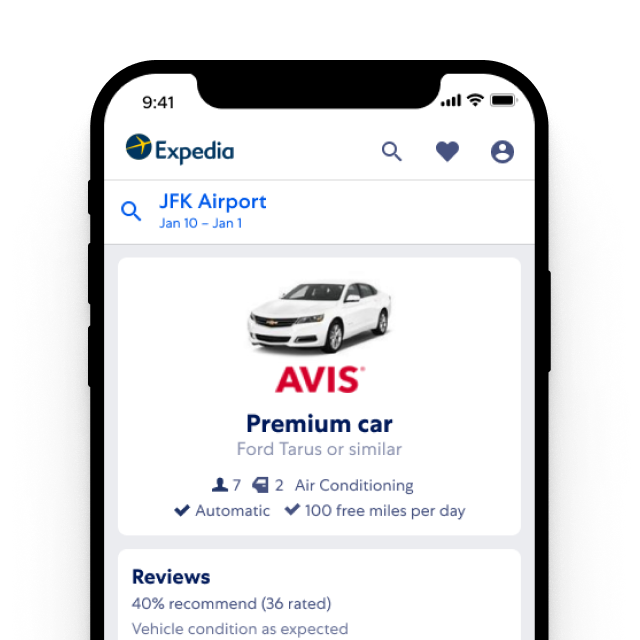 9:41
Expedia
JFK Airport
Jan 10 – Jan 1
AVIS®
Premium car
Ford Tarus or similar
7 2 Air Conditioning
Automatic 100 free miles per day
Reviews
40% recommend (36 rated)
Vehicle condition as expected